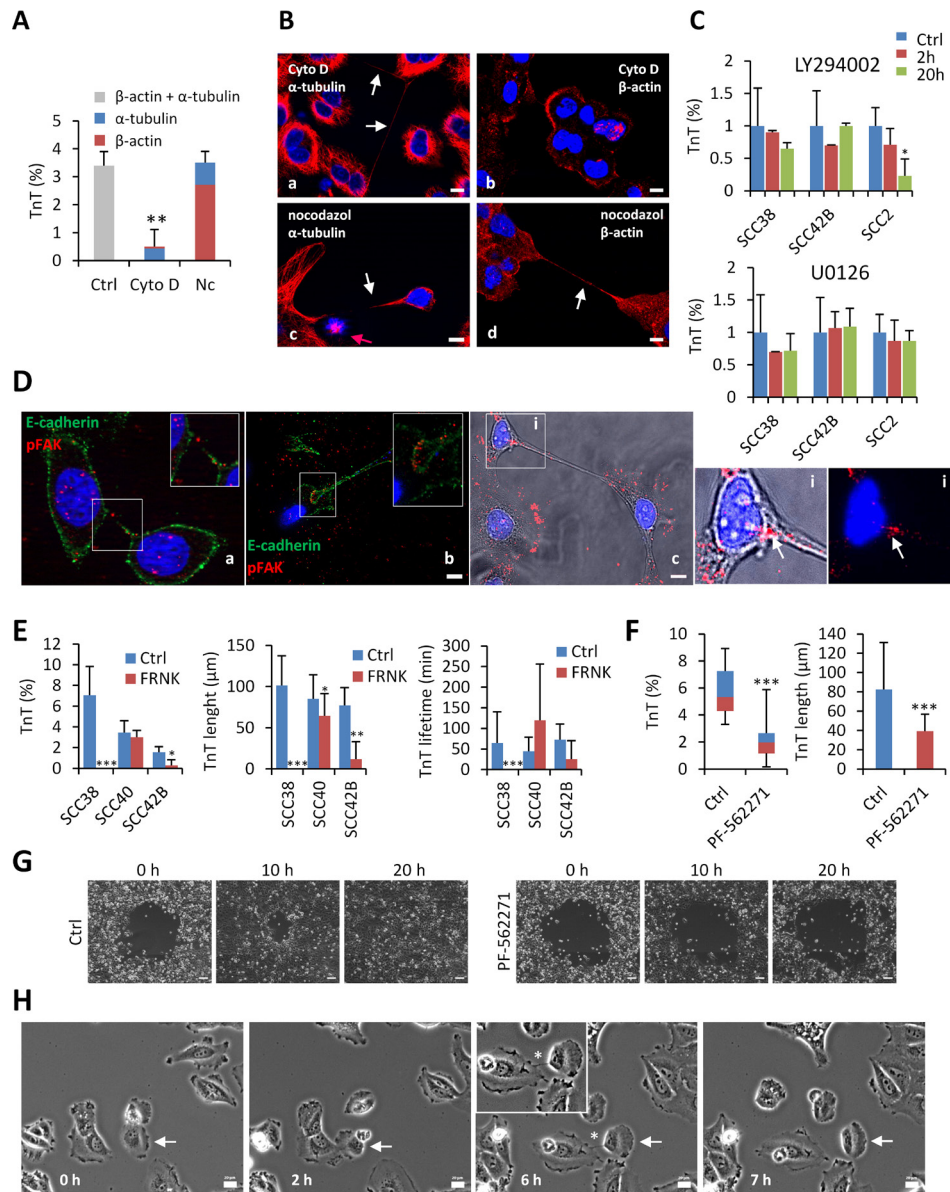 A
β-actin + α-tubulin
α-tubulin
β-actin
TnT (%)
5
4
3
2
1
0
**
Ctrl Cyto D Nc
B
Cyto D
α-tubulin
a
Cyto D
β-actin
b
nocodazol
α-tubulin
c
nocodazol
β-actin
d
C
Ctrl
2h
20h
LY294002
TnT (%)
2
1.5
1
0.5
0
*
SCC38 SCC42B SCC2
U0126
TnT (%)
2
1.5
1
0.5
0
SCC38 SCC42B SCC2
D
E-cadherin
pFAK
a
E-cadherin
pFAK
b
i
c
i
i
E
TnT (%)
12
10
8
6
4
2
0
Ctrl
FRNK
***
*
SCC38 SCC40 SCC42B
TnT lenght (µm)
150
100
50
0
Ctrl
FRNK
***
*
**
SCC38 SCC40 SCC42B
TnT lifetime (min)
300
250
200
150
100
50
0
Ctrl
FRNK
***
SCC38 SCC40 SCC42B
F
TnT (%)
10
8
6
4
2
0
***
Ctrl PF-562271
TnT length (µm)
140
120
100
80
60
40
20
0
***
Ctrl PF-562271
G
0 h 10 h 20 h
Ctrl
0 h 10 h 20 h
PF-562271
H
0 h
2 h
*
*
6 h
7 h